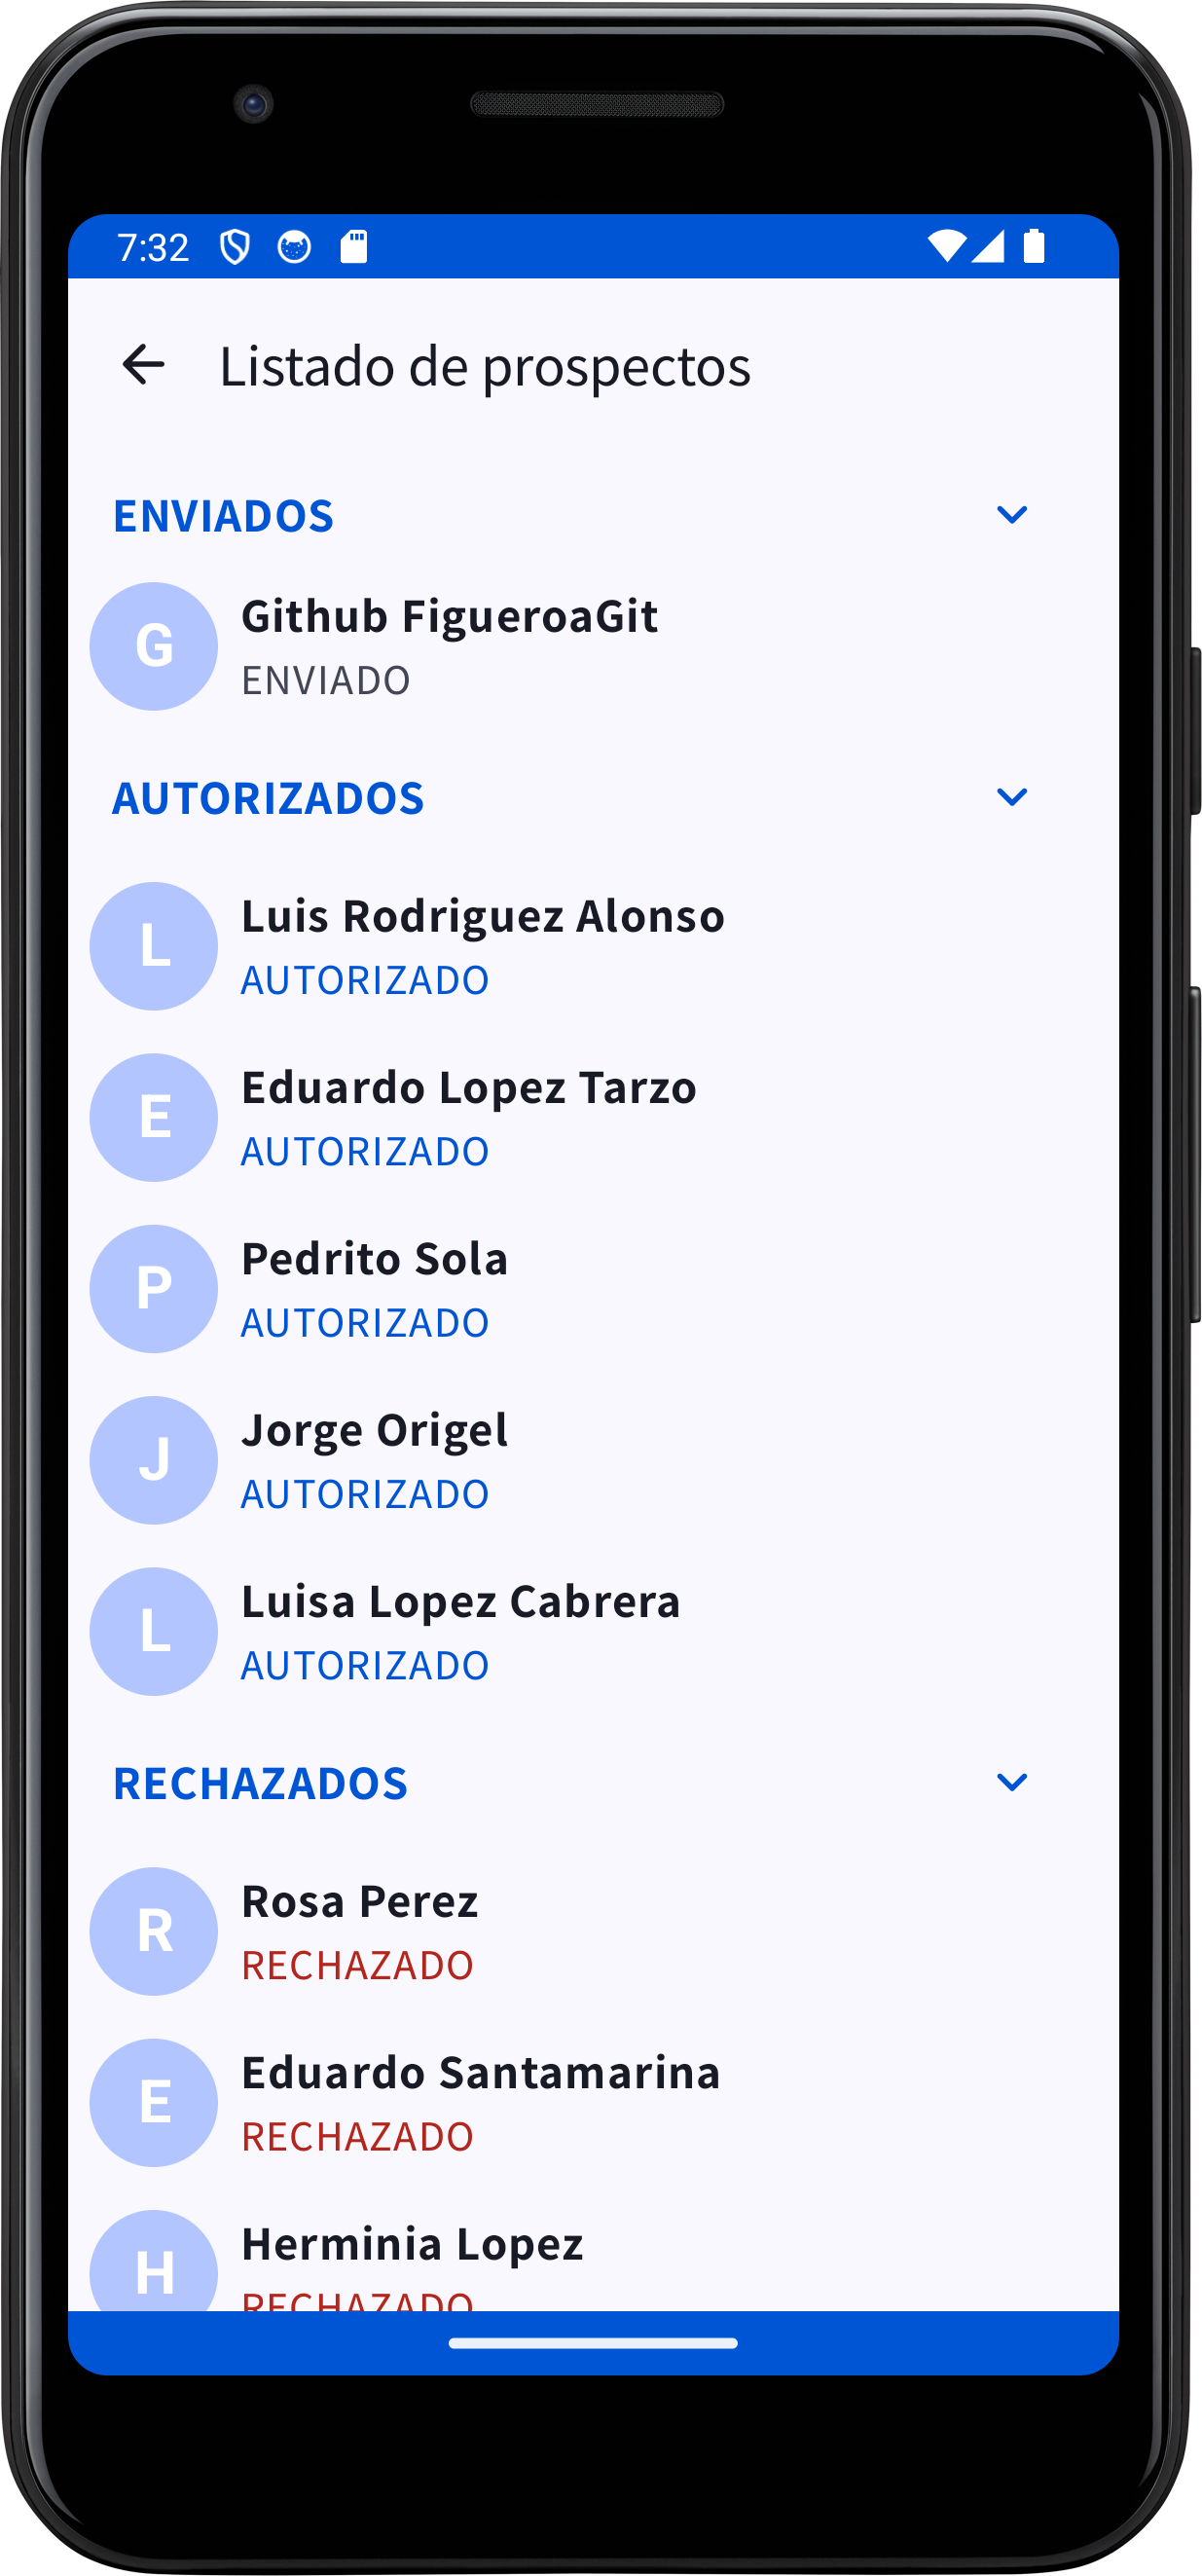 7:32
Listado de prospectos
ENVIADOS
G
Github FigueroaGit
ENVIADO
AUTORIZADOS
L
Luis Rodriguez Alonso
AUTORIZADO
E
Eduardo Lopez Tarzo
AUTORIZADO
P
Pedrito Sola
AUTORIZADO
J
Jorge Origel
AUTORIZADO
L
Luisa Lopez Cabrera
AUTORIZADO
RECHAZADOS
R
Rosa Perez
RECHAZADO
E
Eduardo Santamarina
RECHAZADO
H
Herminia Lopez
RECHAZADO